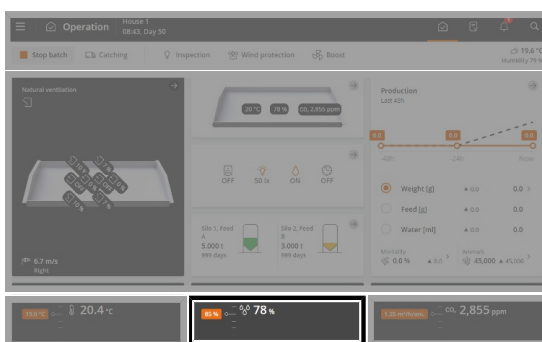 Operation
House 1
08:43, Day 50
Stop batch
Catching
Inspection
Wind protection
Boost
19.6 °C
Humidity 79 %
Natural ventilation
6.7 m/s
Right
20 °C
78 %
CO₂ 2,855 ppm
OFF
50 lx
ON
OFF
Silo 1, Feed
A
5.000 t
999 days
Silo 2, Feed
B
3.000 t
999 days
Production
Last 48h
0.0
0.0
0.0
-48h
-24h
Now
Weight [g] ▲ 0.0 0.0
Feed [g] ▲ 0.0 0.0
Water [ml] ▲ 0.0 0.0
Mortality
0.0 % ▲ 0.0
Animals
45,000 ▲ 45,000
19.6 °C 20.4 °C
85 % 78 %
CO₂ 2,855 ppm